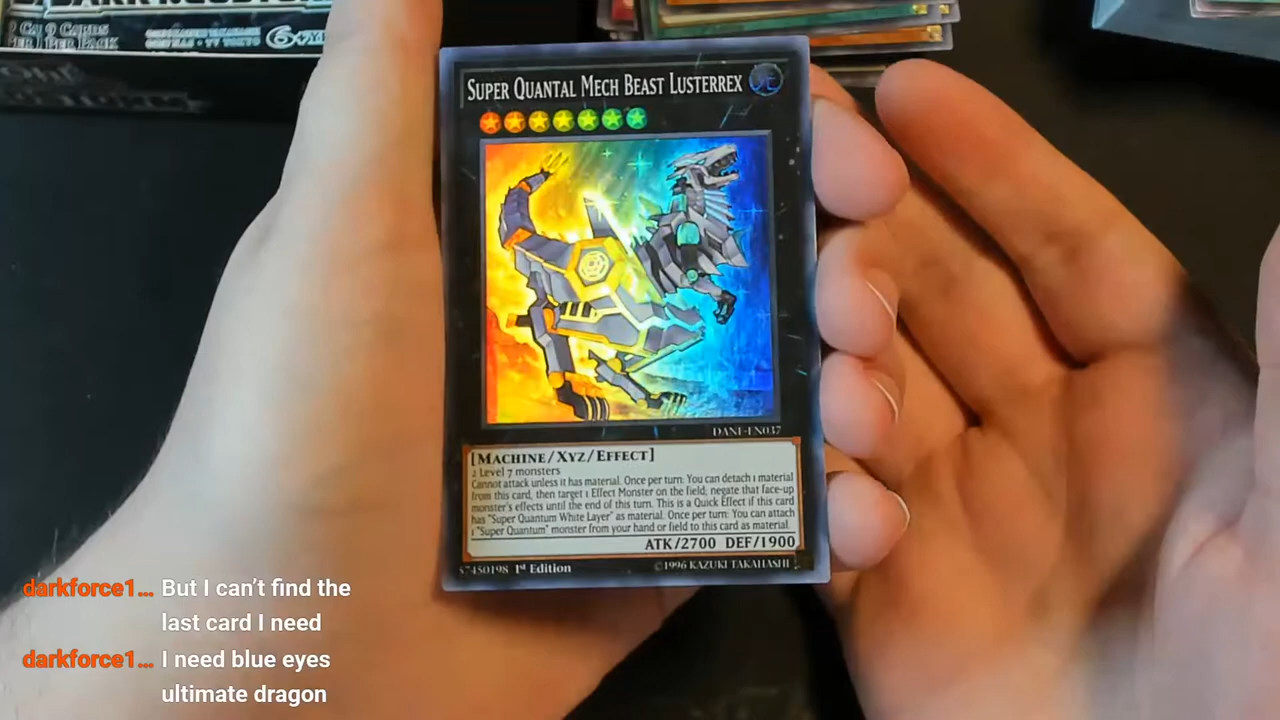 PER PACK
SUPER QUANTAL MECH BEAST LUSTERREX
DANE-EN037
[MACHINE/XYZ/EFFECT]
2 Level 7 monsters
Cannot attack unless it has material. Once per turn: You can detach 1 material
from this card, then target 1 Effect Monster on the field; negate that face-up
monster's effects until the end of this turn. This is a Quick Effect if this card
has "Super Quantum White Layer" as material. Once per turn: You can attach
1 "Super Quantum" monster from your hand or field to this card as material.
ATK/2700 DEF/1900
57450198 1st Edition
©1996 KAZUKI TAKAHASHI
darkforce1... But I can't find the
last card I need
darkforce1... I need blue eyes
ultimate dragon